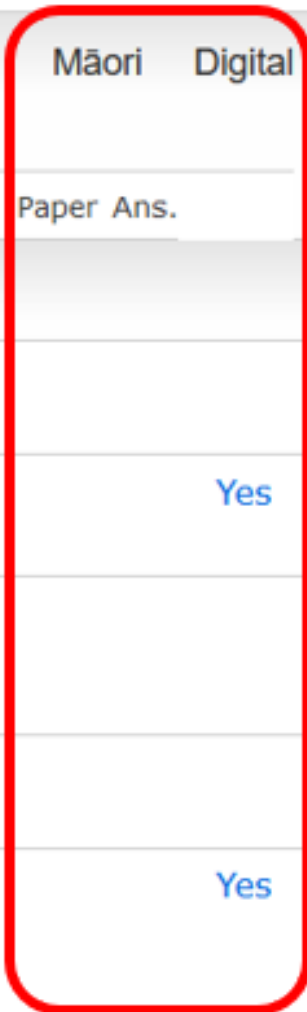 Māori Digital
Paper Ans.
Yes
Yes